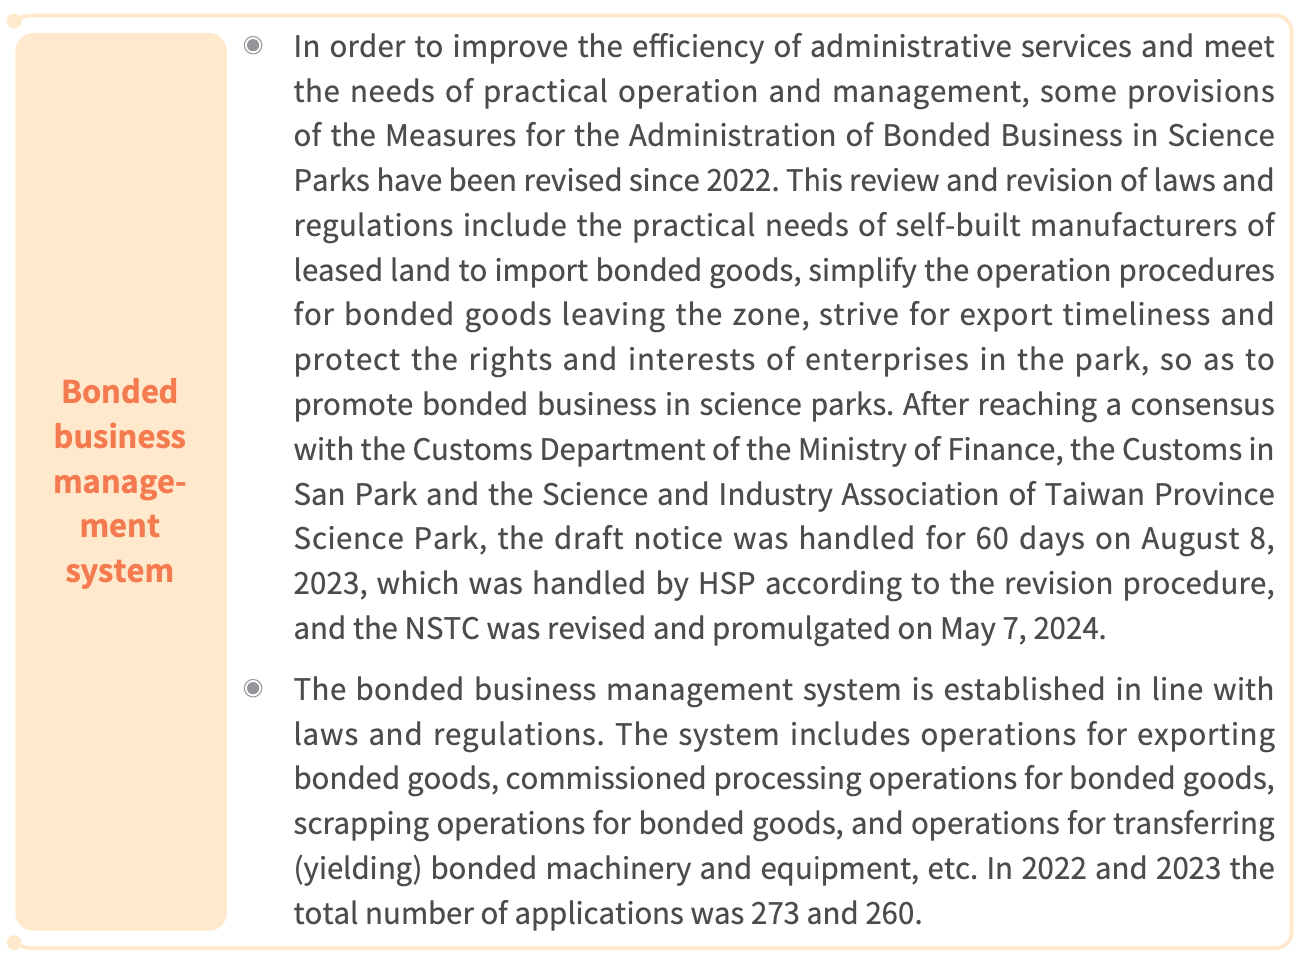 Bonded
business
manage-
ment
system
In order to improve the efficiency of administrative services and meet
the needs of practical operation and management, some provisions
of the Measures for the Administration of Bonded Business in Science
Parks have been revised since 2022. This review and revision of laws and
regulations include the practical needs of self-built manufacturers of
leased land to import bonded goods, simplify the operation procedures
for bonded goods leaving the zone, strive for export timeliness and
protect the rights and interests of enterprises in the park, so as to
promote bonded business in science parks. After reaching a consensus
with the Customs Department of the Ministry of Finance, the Customs in
San Park and the Science and Industry Association of Taiwan Province
Science Park, the draft notice was handled for 60 days on August 8,
2023, which was handled by HSP according to the revision procedure,
and the NSTC was revised and promulgated on May 7, 2024.
The bonded business management system is established in line with
laws and regulations. The system includes operations for exporting
bonded goods, commissioned processing operations for bonded goods,
scrapping operations for bonded goods, and operations for transferring
(yielding) bonded machinery and equipment, etc. In 2022 and 2023 the
total number of applications was 273 and 260.